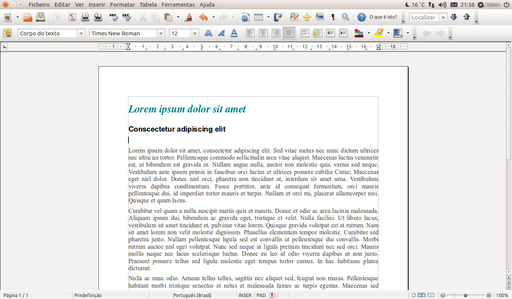 Ficheiro Editar Ver Inserir Formatar Tabela Ferramentas Ajuda
16 °C 21:56
O que é isto? Localizar
Corpo do texto Times New Roman 12
Lorem ipsum dolor sit amet
Conscectetur adipiscing elit
Lorem ipsum dolor sit amet, consectetur adipiscing elit. Sed vitae metus nec nunc dictum ultrices
nec ultricies tortor. Pellentesque commodo sollicitudin arcu vitae aliquet. Maecenas luctus venenatis
est, at bibendum est gravida in. Nullam augue nulla, auctor non molestie quis, varius sed neque.
Vestibulum ante ipsum primis in faucibus orci luctus et ultrices posuere cubilia Curae; Maecenas
eget nisl dolor. Donec nisl orci, pharetra non tincidunt at, interdum sit amet urna. Vestibulum
viverra dapibus condimentum. Fusce porttitor, ante id consequat fermentum, orci mauris
pellentesque dui, id imperdiet tortor mauris et turpis. Nullam et orci mi, placerat ullamcorper nisi.
Quisque et quam lacus.
Curabitur vel quam a nulla suscipit mattis quis et mauris. Donec et odio ac arcu lacinia malesuada.
Aliquam ipsum dui, bibendum ac gravida eget, tristique et velit. Nulla facilisi. Ut libero lacus,
vestibulum sit amet tincidunt et, pulvinar vitae lorem. Quisque gravida volutpat est at rutrum. Nam
sit amet lorem non velit molestie dignissim. Phasellus elementum tempor molestie. Curabitur sed
pharetra justo. Nullam pellentesque ligula sed est convallis ut pellentesque dui convallis. Morbi
rutrum auctor nisl eget volutpat. Nunc sed neque in ligula pretium tincidunt nec sed orci. Mauris
mollis neque nec lacus scelerisque luctus. Donec eu leo id odio viverra dapibus ut non justo.
Praesent posuere tellus sed ligula molestie eget tempus tortor cursus. In hac habitasse platea
dictumst.
Nulla ac nunc odio. Aenean tellus tellus, sagittis nec aliquet sed, feugiat non massa. Pellentesque
habitant morbi tristique senectus et netus et malesuada fames ac turpis egestas. Maecenas sed
Página 1 / 1 Predefinição Português (Brasil) INSER PAD 100%